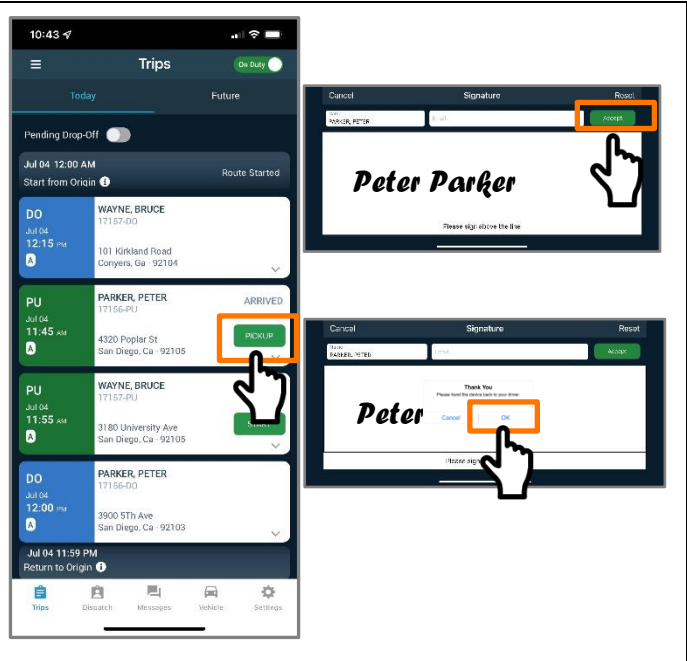 10:43
Trips
On Duty
Today
Future
Pending Drop-Off
Jul 04 12:00 AM
Start from Origin
Route Started
DO
Jul 04
12:15 PM
A
WAYNE, BRUCE
17157-DO
101 Kirkland Road
Conyers, Ga - 92104
PU
Jul 04
11:45 AM
A
PARKER, PETER
17156-PU
ARRIVED
4320 Poplar St
San Diego, Ca - 92105
PICKUP
PU
Jul 04
11:55 AM
A
WAYNE, BRUCE
17157-PU
3180 University Ave
San Diego, Ca - 92105
START
DO
Jul 04
12:00 PM
A
PARKER, PETER
17156-DO
3900 5Th Ave
San Diego, Ca - 92103
Jul 04 11:59 PM
Return to Origin
Trips
Dispatch
Messages
Vehicle
Settings
Cancel
Signature
Reset
Name
PARKER, PETER
Email
Accept
Peter Parker
Please sign above the line
Cancel
Signature
Reset
Name
PARKER, PETER
Email
Accept
Thank You
Please hand the device back to your driver.
Cancel
OK
Peter
Please sign